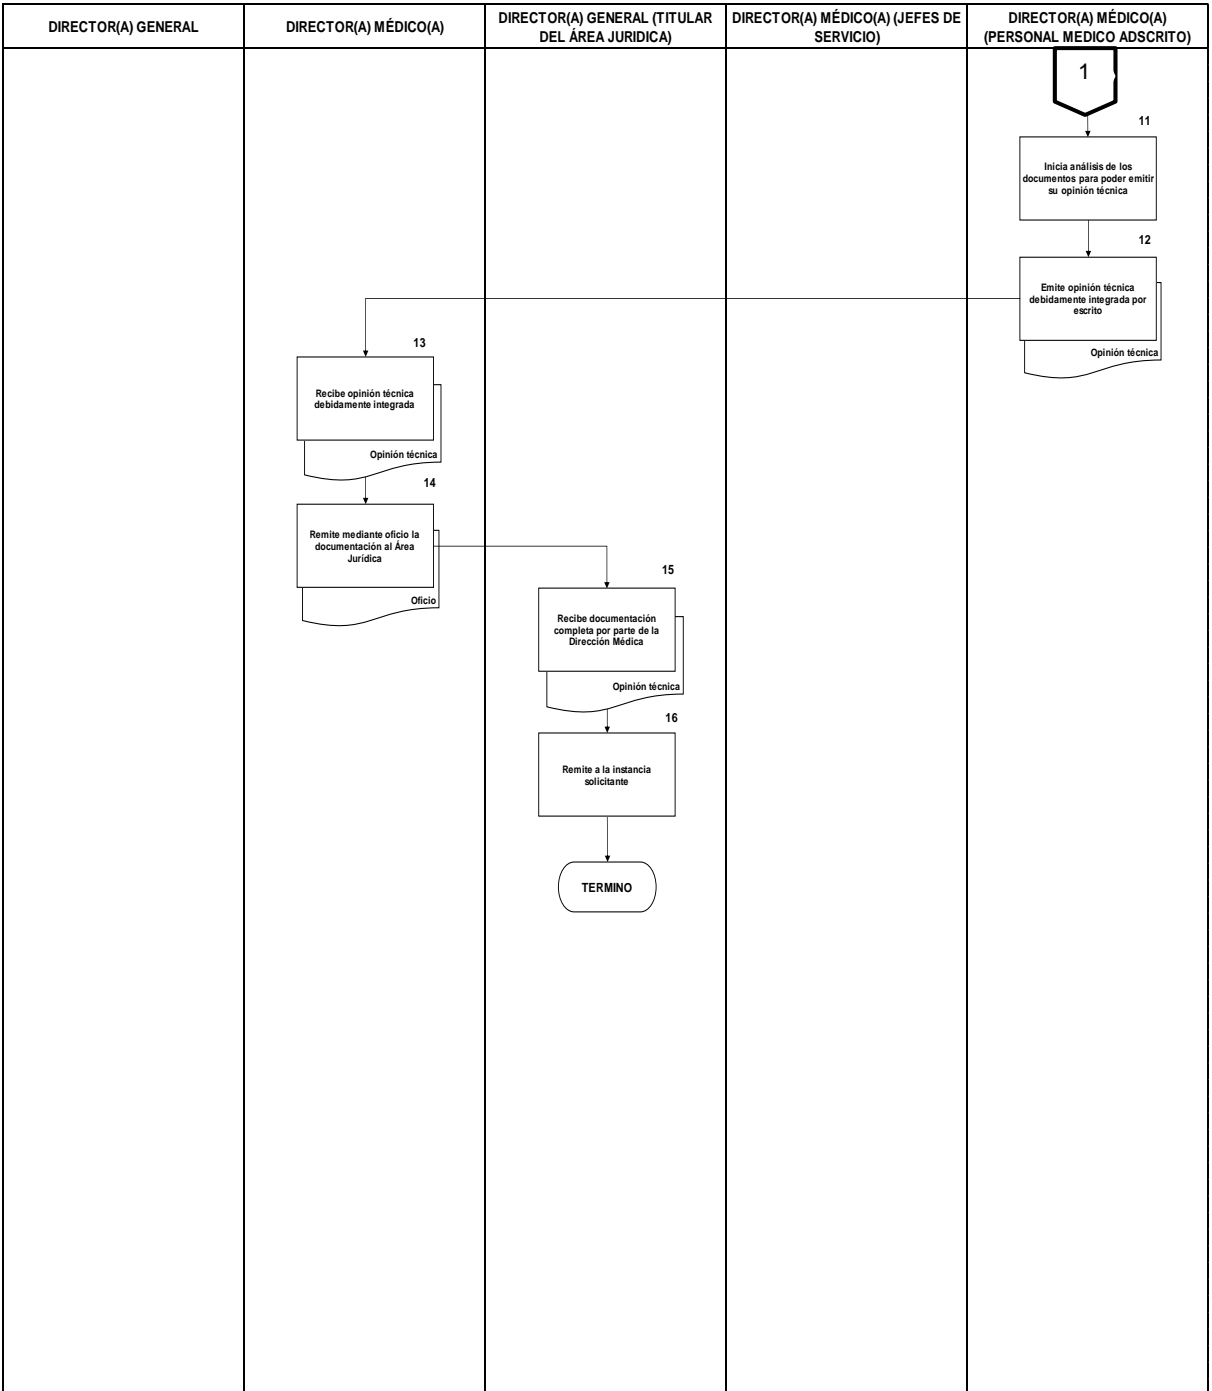 DIRECTOR(A) GENERAL
DIRECTOR(A) MÉDICO(A)
DIRECTOR(A) GENERAL (TITULAR
DEL ÁREA JURIDICA)
DIRECTOR(A) MÉDICO(A) (JEFES DE
SERVICIO)
DIRECTOR(A) MÉDICO(A)
(PERSONAL MEDICO ADSCRITO)
1
11
Inicia análisis de los
documentos para poder emitir
su opinión técnica
12
Emite opinión técnica
debidamente integrada por
escrito
Opinión técnica
13
Recibe opinión técnica
debidamente integrada
Opinión técnica
14
Remite mediante oficio la
documentación al Área
Jurídica
Oficio
15
Recibe documentación
completa por parte de la
Dirección Médica
Opinión técnica
16
Remite a la instancia
solicitante
TERMINO